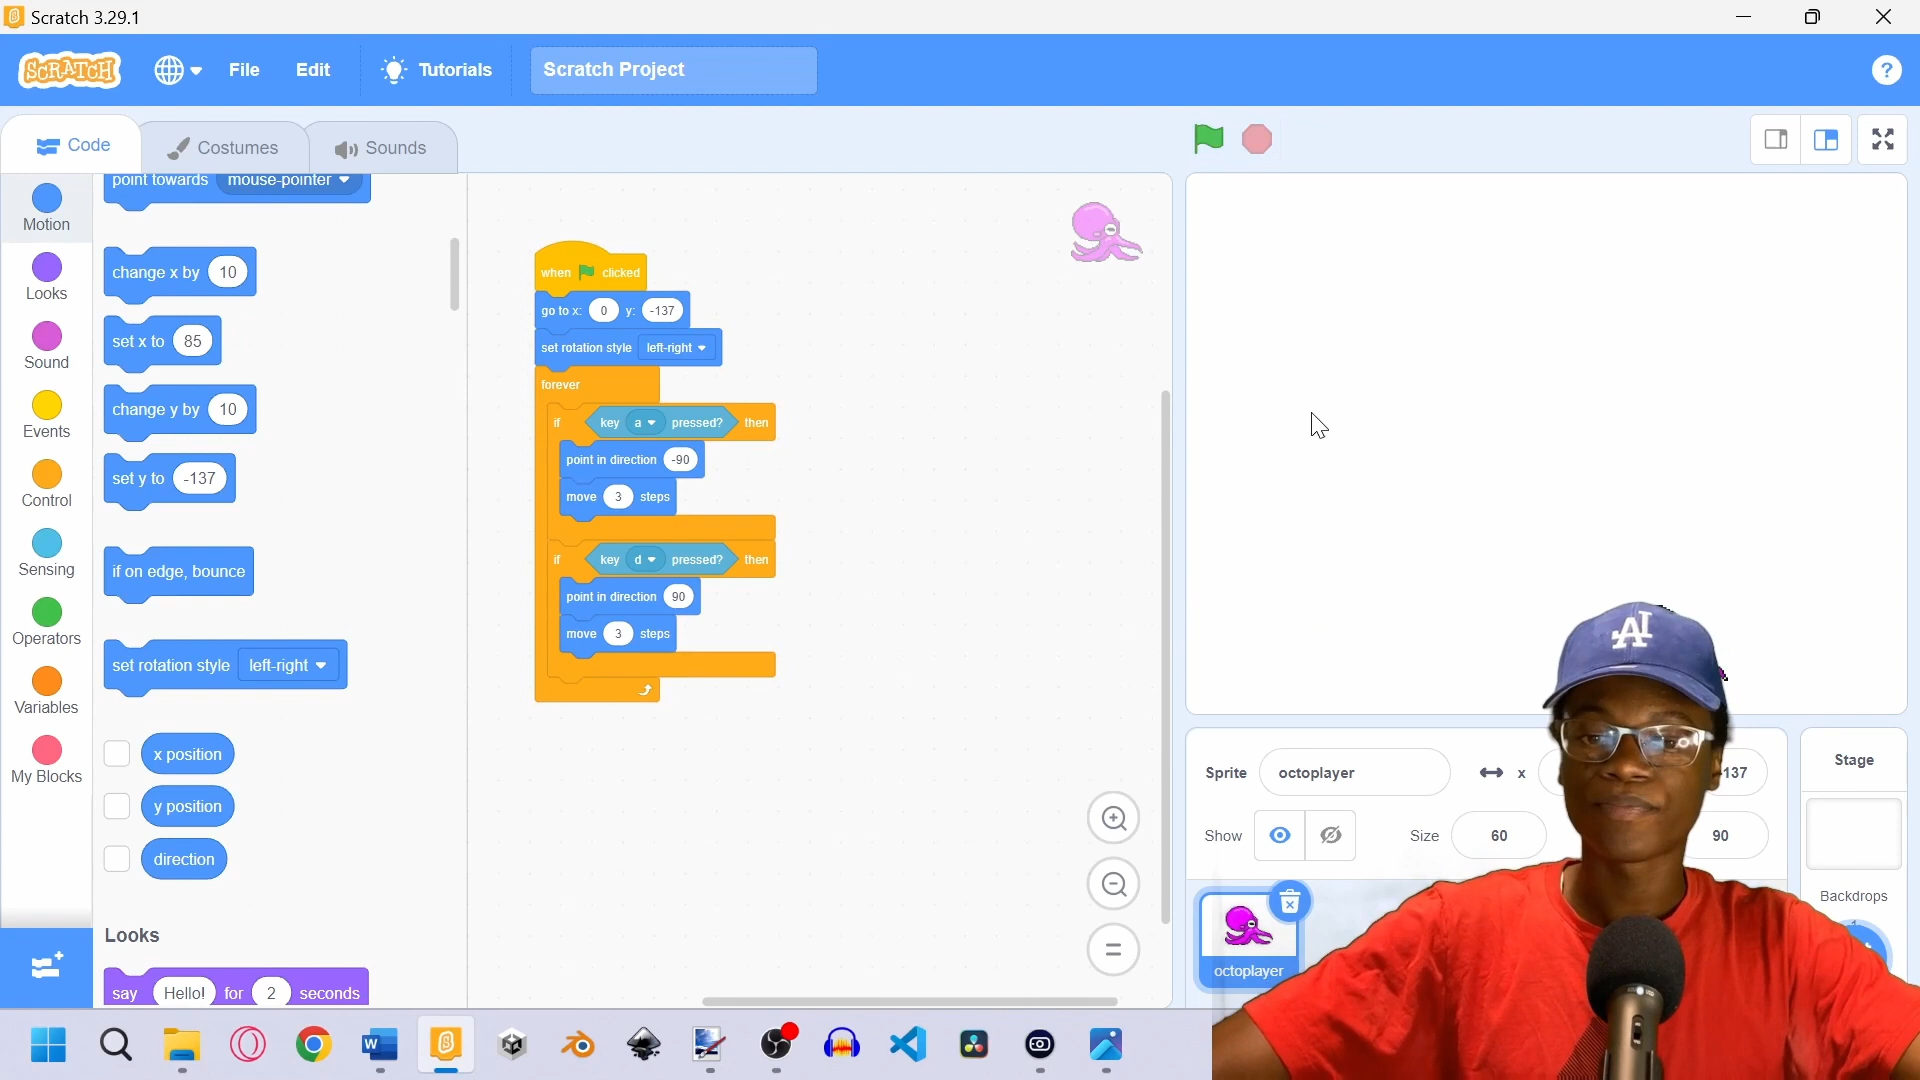 Scratch 3.29.1
SCRATCH File Edit Tutorials Scratch Project ?
Code Costumes Sounds
Motion
Looks
Sound
Events
Control
Sensing
Operators
Variables
My Blocks
point towards mouse-pointer
change x by 10
set x to 85
change y by 10
set y to -137
if on edge, bounce
set rotation style left-right
x position
y position
direction
Looks
say Hello! for 2 seconds
when clicked
go to x: 0 y: -137
set rotation style left-right
forever
if key a pressed? then
point in direction -90
move 3 steps
if key d pressed? then
point in direction 90
move 3 steps
Sprite octoplayer x 137
Show Size 60 90
octoplayer
Stage
Backdrops